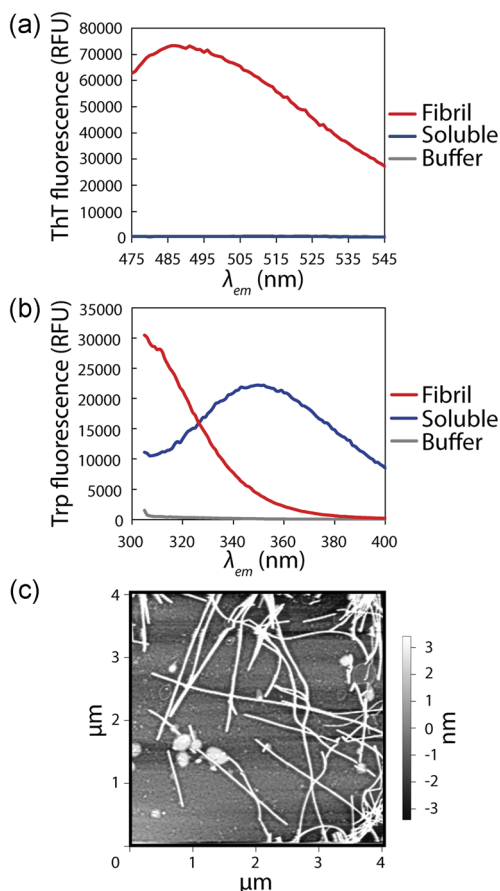 (a)
ThT fluorescence (RFU)
80000
70000
60000
50000
40000
30000
20000
10000
0
475 485 495 505 515 525 535 545
λem (nm)
Fibril
Soluble
Buffer
(b)
Trp fluorescence (RFU)
35000
30000
25000
20000
15000
10000
5000
0
300 320 340 360 380 400
λem (nm)
Fibril
Soluble
Buffer
(c)
μm
4
3
2
1
0 1 2 3 4
μm
3
2
1
0
-1
-2
-3
nm